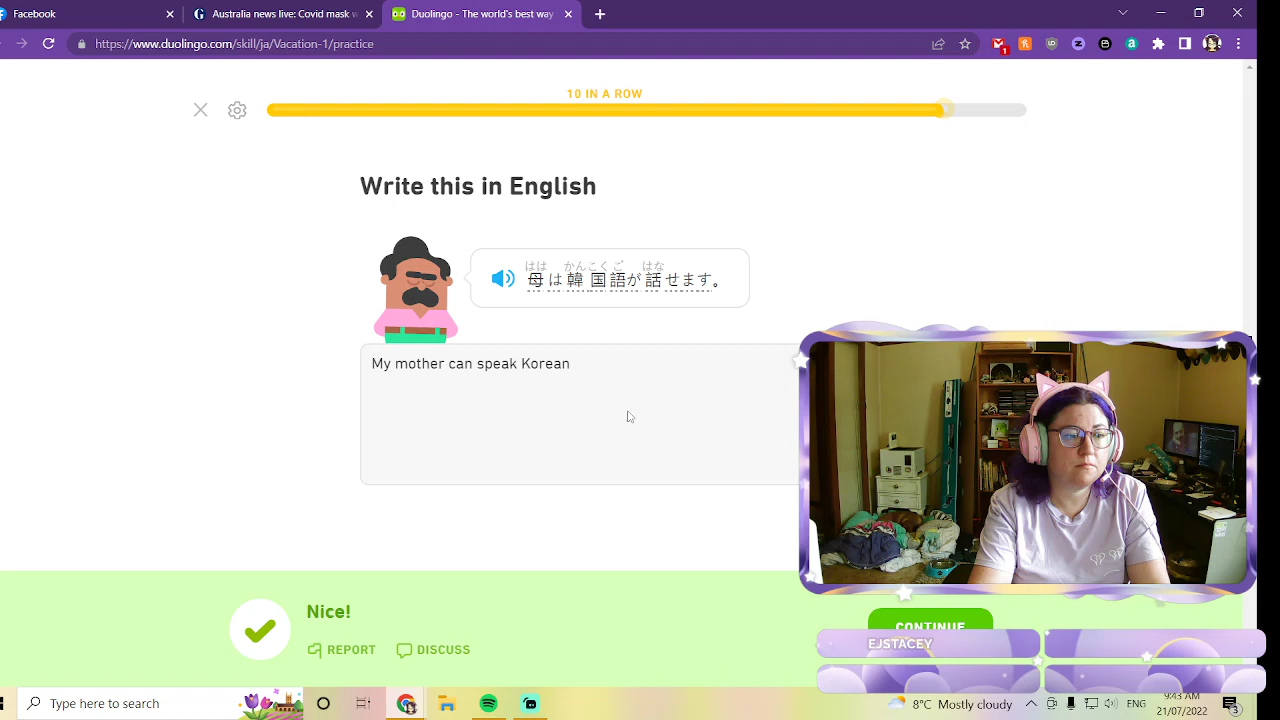 Facebook
Australia news live: Covid mask w
Duolingo - The world's best way
https://www.duolingo.com/skill/ja/Vacation-1/practice
1
10 IN A ROW
Write this in English
はは かんこく ご はな
母は韓国語が話せます。
My mother can speak Korean
Nice!
REPORT
DISCUSS
CONTINUE
EJSTACEY
Type here to search
8°C Mostly cloudy
ENG
9:43 AM
21/07/2022
3